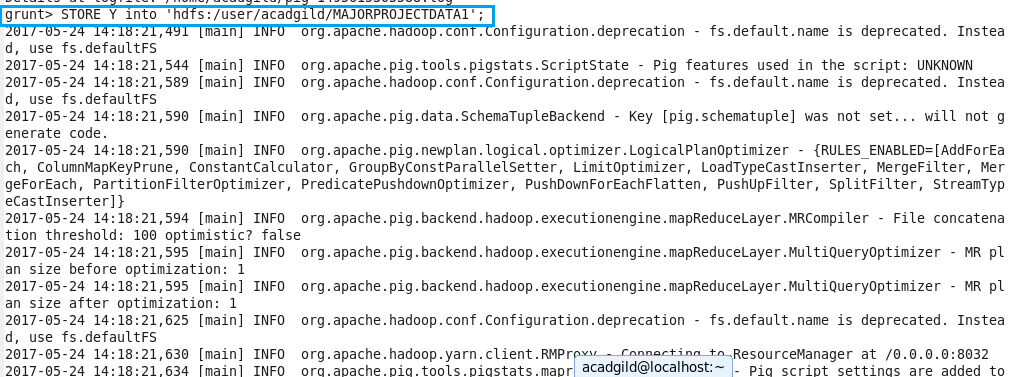 grunt> STORE Y into 'hdfs:/user/acadgild/MAJORPROJECTDATA1';
2017-05-24 14:18:21,491 [main] INFO  org.apache.hadoop.conf.Configuration.deprecation - fs.default.name is deprecated. Instea
d, use fs.defaultFS
2017-05-24 14:18:21,544 [main] INFO  org.apache.pig.tools.pigstats.ScriptState - Pig features used in the script: UNKNOWN
2017-05-24 14:18:21,589 [main] INFO  org.apache.hadoop.conf.Configuration.deprecation - fs.default.name is deprecated. Instea
d, use fs.defaultFS
2017-05-24 14:18:21,590 [main] INFO  org.apache.pig.data.SchemaTupleBackend - Key [pig.schematuple] was not set... will not g
enerate code.
2017-05-24 14:18:21,590 [main] INFO  org.apache.pig.newplan.logical.optimizer.LogicalPlanOptimizer - {RULES_ENABLED=[AddForEa
ch, ColumnMapKeyPrune, ConstantCalculator, GroupByConstParallelSetter, LimitOptimizer, LoadTypeCastInserter, MergeFilter, Mer
geForEach, PartitionFilterOptimizer, PredicatePushdownOptimizer, PushDownForEachFlatten, PushUpFilter, SplitFilter, StreamTyp
eCastInserter]}
2017-05-24 14:18:21,594 [main] INFO  org.apache.pig.backend.hadoop.executionengine.mapReduceLayer.MRCompiler - File concatena
tion threshold: 100 optimistic? false
2017-05-24 14:18:21,595 [main] INFO  org.apache.pig.backend.hadoop.executionengine.mapReduceLayer.MultiQueryOptimizer - MR pl
an size before optimization: 1
2017-05-24 14:18:21,595 [main] INFO  org.apache.pig.backend.hadoop.executionengine.mapReduceLayer.MultiQueryOptimizer - MR pl
an size after optimization: 1
2017-05-24 14:18:21,625 [main] INFO  org.apache.hadoop.conf.Configuration.deprecation - fs.default.name is deprecated. Instea
d, use fs.defaultFS
2017-05-24 14:18:21,630 [main] INFO  org.apache.hadoop.yarn.client.RMProxy - Connecting to ResourceManager at /0.0.0.0:8032
2017-05-24 14:18:21,634 [main] INFO  org.apache.pig.tools.pigstats.mapr - Pig script settings are added to
acadgild@localhost:~